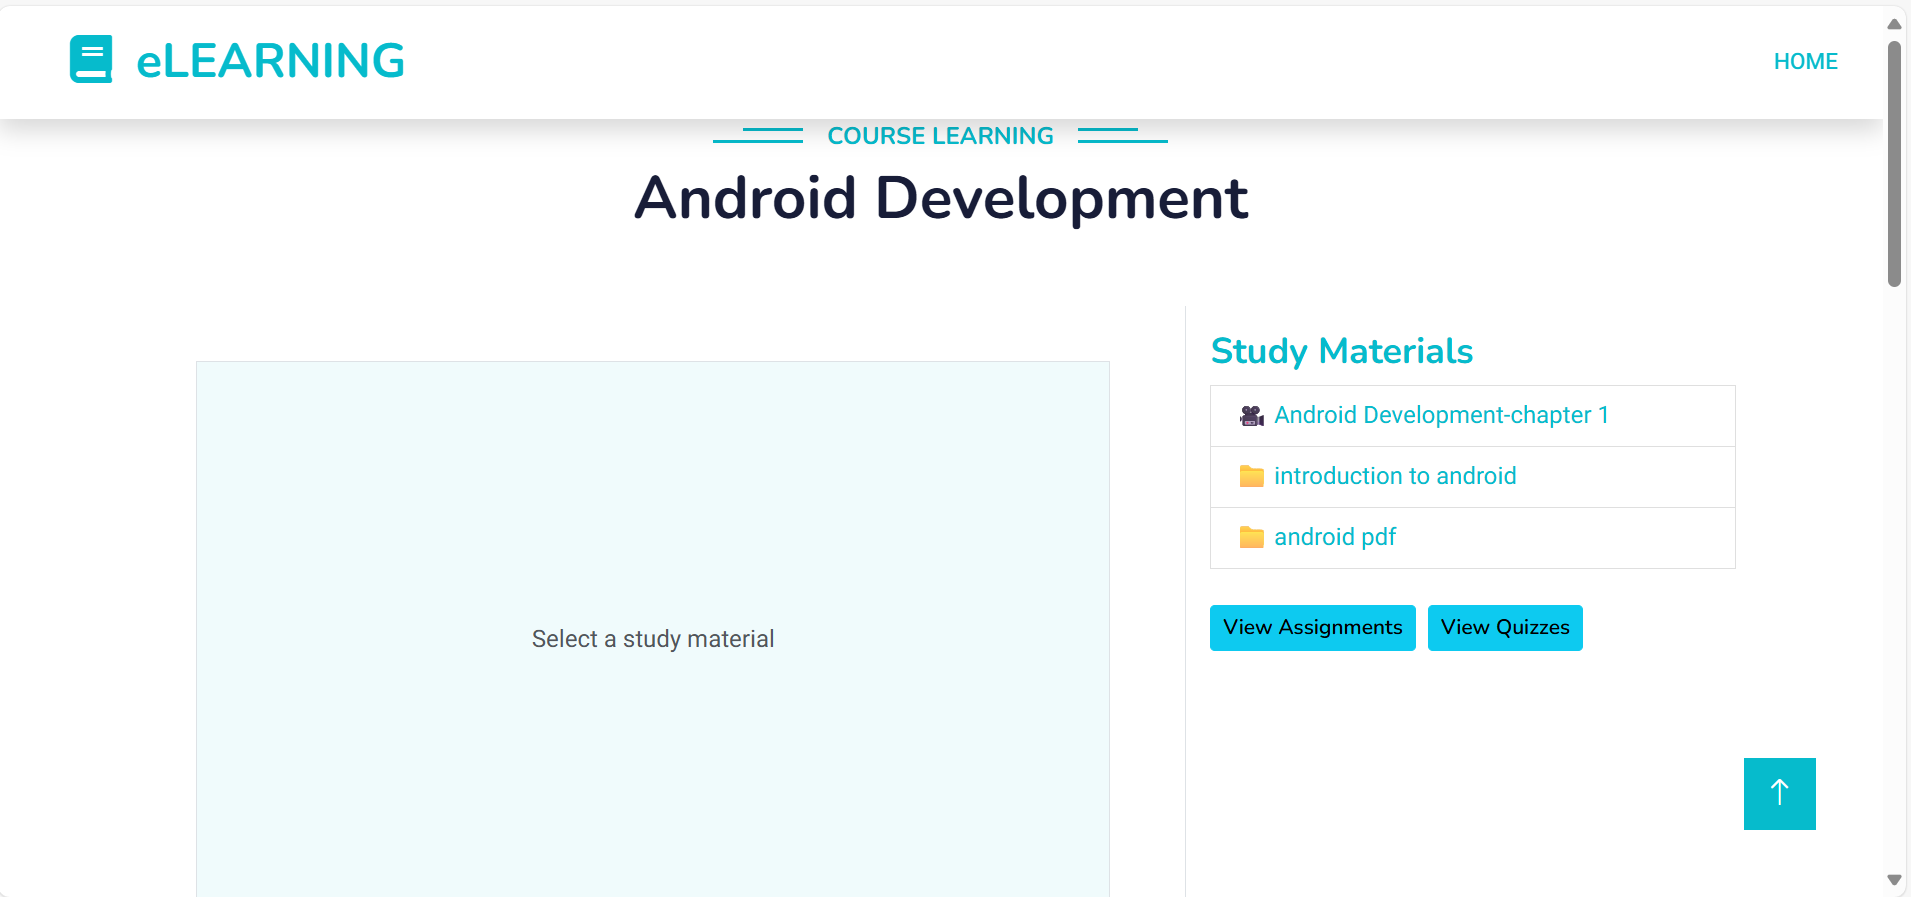 eLEARNING
HOME
COURSE LEARNING
Android Development
Select a study material
Study Materials
Android Development-chapter 1
introduction to android
android pdf
View Assignments
View Quizzes